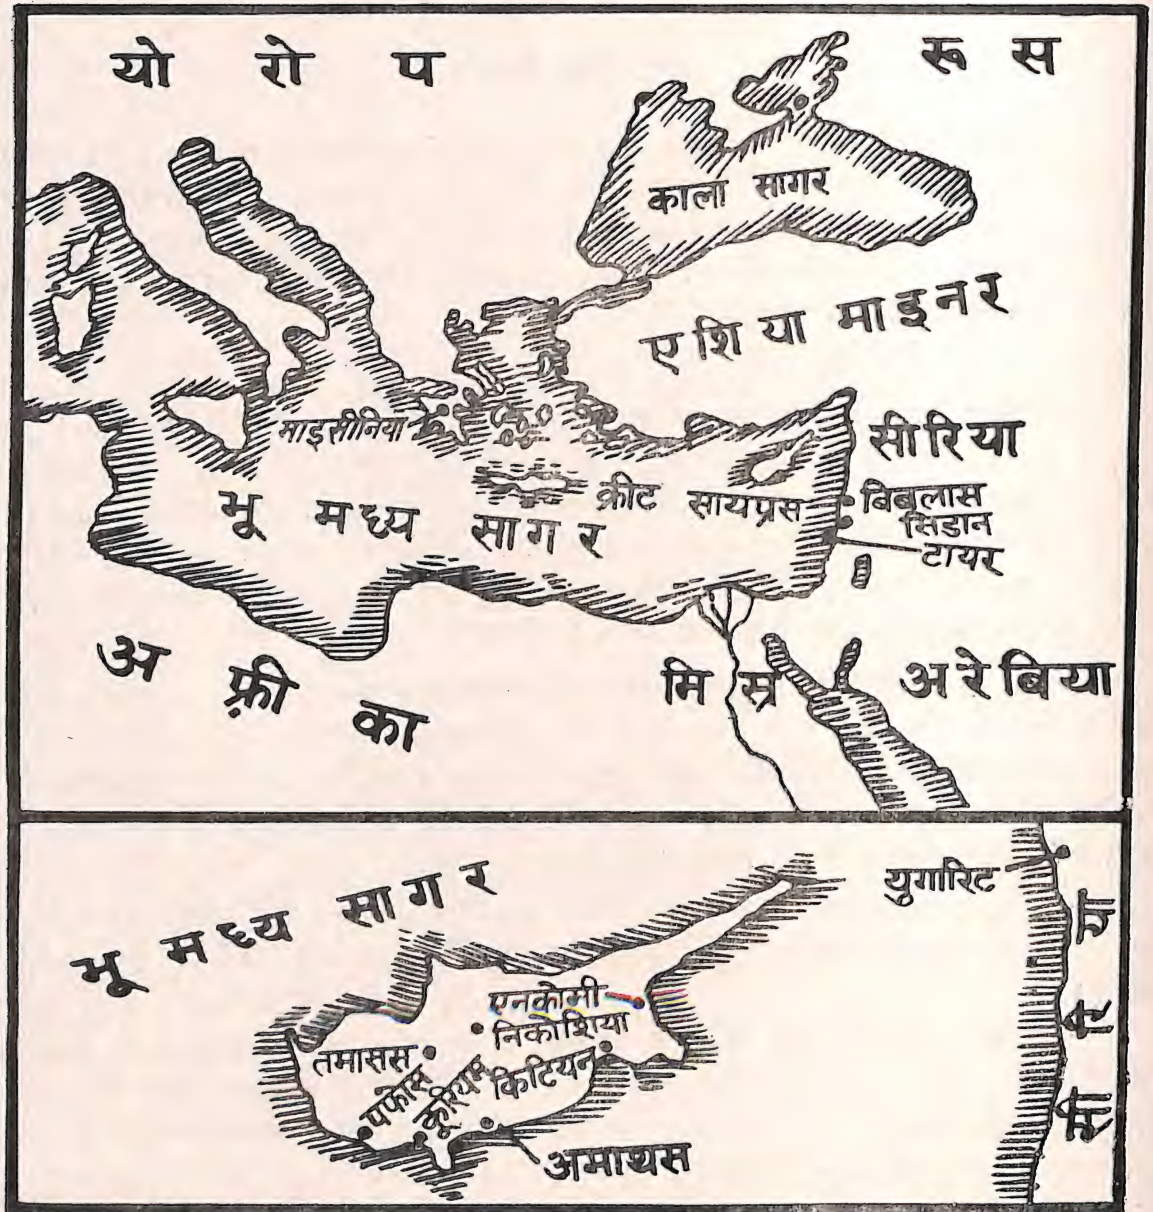 यो रो प
रू स
काला सागर
एशिया माइनर
माइसीनिया
सीरिया
भू मध्य सागर
क्रीट
सायप्रस
बिबलास
सिडान
टायर
अफ़्रीका
मिस्र
अरेबिया
भू मध्य सागर
युगारिट
सीरिया
एनकोमी
निकोशिया
तमासस
पफोस
कूरियम
किटियन
अमाथस